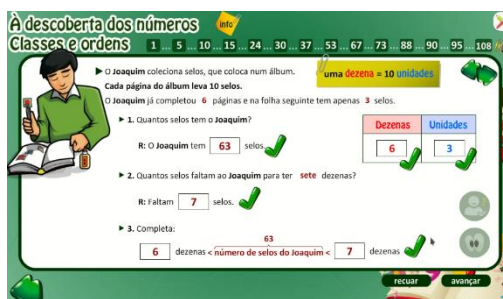 À descoberta dos números
info
Classes e ordens 1 ... 5 ... 10 ... 15 ... 24 ... 30 ... 37 ... 53 ... 67 ... 73 ... 88 ... 90 ... 95 ... 108
O Joaquim coleciona selos, que coloca num álbum.
uma dezena = 10 unidades
Cada página do álbum leva 10 selos.
O Joaquim já completou 6 páginas e na folha seguinte tem apenas 3 selos.
1. Quantos selos tem o Joaquim?
Dezenas Unidades
R: O Joaquim tem 63 selos.
6 3
2. Quantos selos faltam ao Joaquim para ter sete dezenas?
R: Faltam 7 selos.
3. Completa:
63
6 dezenas < número de selos do Joaquim < 7 dezenas
recuar avançar